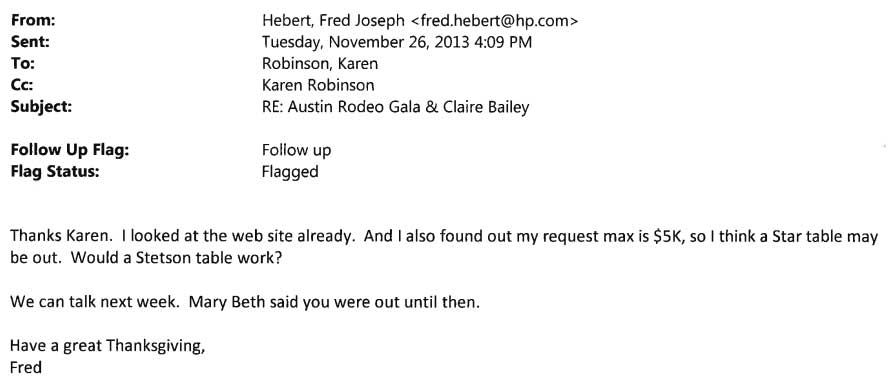 From: Hebert, Fred Joseph <fred.hebert@hp.com>
Sent: Tuesday, November 26, 2013 4:09 PM
To: Robinson, Karen
Cc: Karen Robinson
Subject: RE: Austin Rodeo Gala & Claire Bailey
Follow Up Flag: Follow up
Flag Status: Flagged
Thanks Karen. I looked at the web site already. And I also found out my request max is $5K, so I think a Star table may
be out. Would a Stetson table work?
We can talk next week. Mary Beth said you were out until then.
Have a great Thanksgiving,
Fred